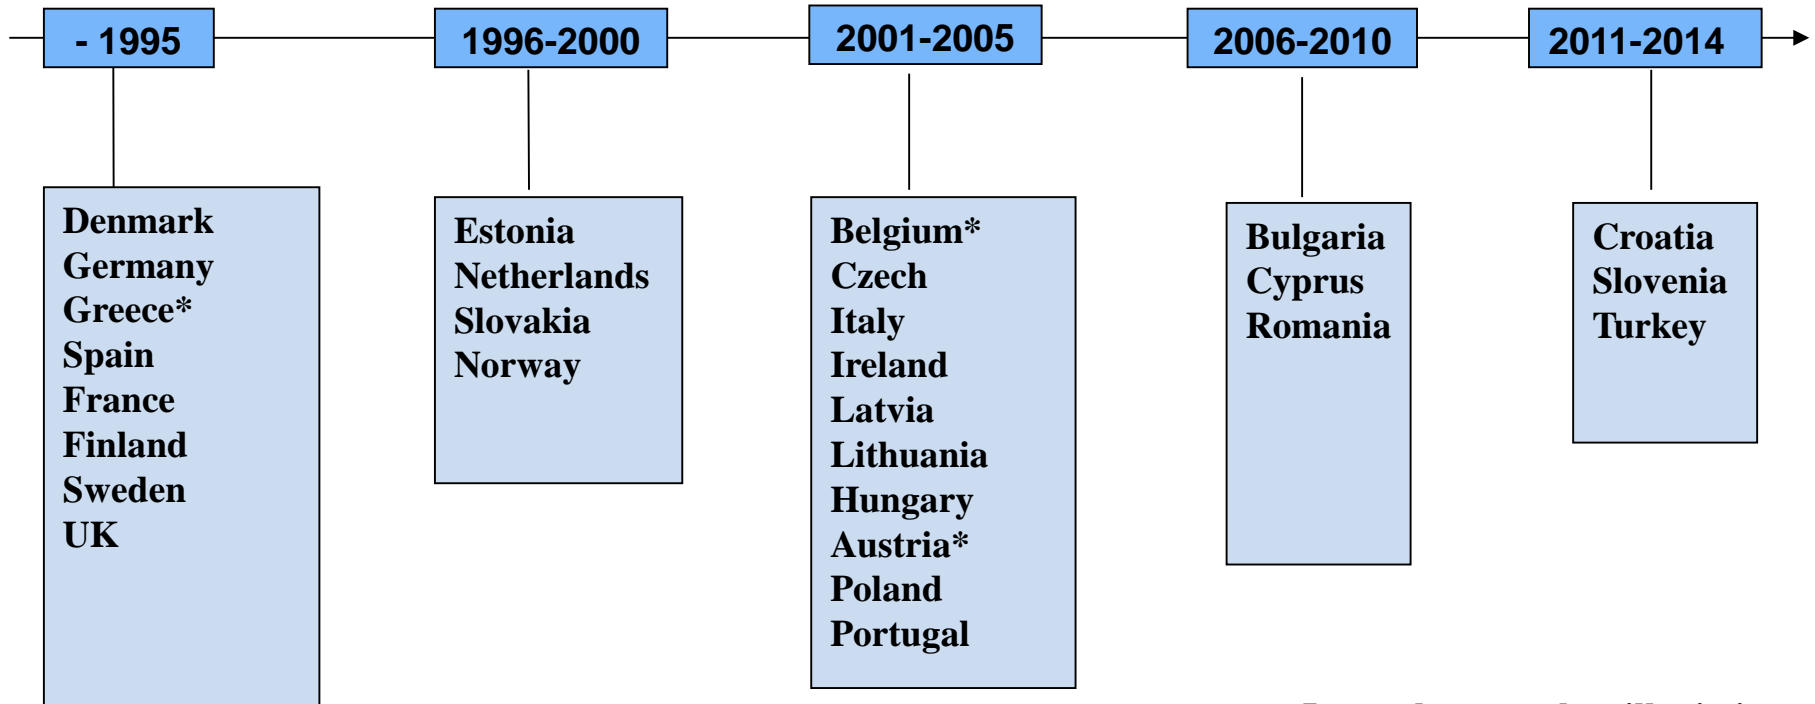 - 1995
1996-2000
2001-2005
2006-2010
2011-2014
Denmark
Germany
Greece*
Spain
France
Finland
Sweden
UK
Estonia
Netherlands
Slovakia
Norway
Belgium*
Czech
Italy
Ireland
Latvia
Lithuania
Hungary
Austria*
Poland
Portugal
Bulgaria
Cyprus
Romania
Croatia
Slovenia
Turkey